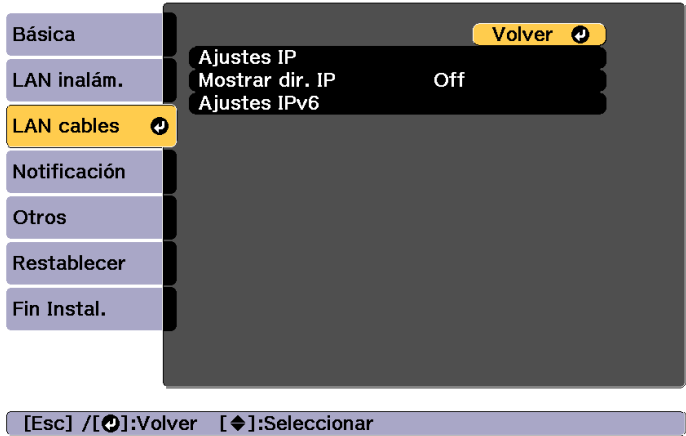 Básica
LAN inalám.
LAN cables
Notificación
Otros
Restablecer
Fin Instal.
Volver
Ajustes IP
Mostrar dir. IP Off
Ajustes IPv6
[Esc] /[⏎]:Volver [◆]:Seleccionar